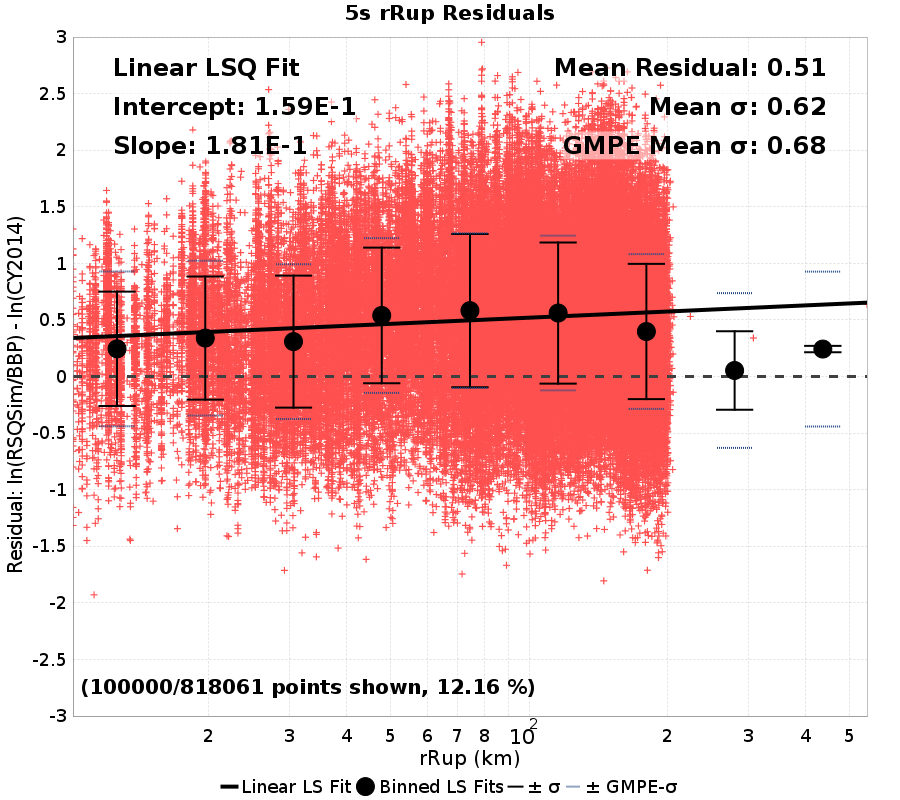 5s rRup Residuals
Linear LSQ Fit
Intercept: 1.59E-1
Slope: 1.81E-1
Mean Residual: 0.51
Mean σ: 0.62
GMPE Mean σ: 0.68
Residual: ln(RSQSim/BBP) - ln(CY2014)
3
2.5
2
1.5
1
0.5
0
-0.5
-1
-1.5
-2
-2.5
-3
(100000/818061 points shown, 12.16 %)
2 3 4 5 6 7 8 10² 2 3 4 5
rRup (km)
Linear LS Fit Binned LS Fits ± σ ± GMPE-σ